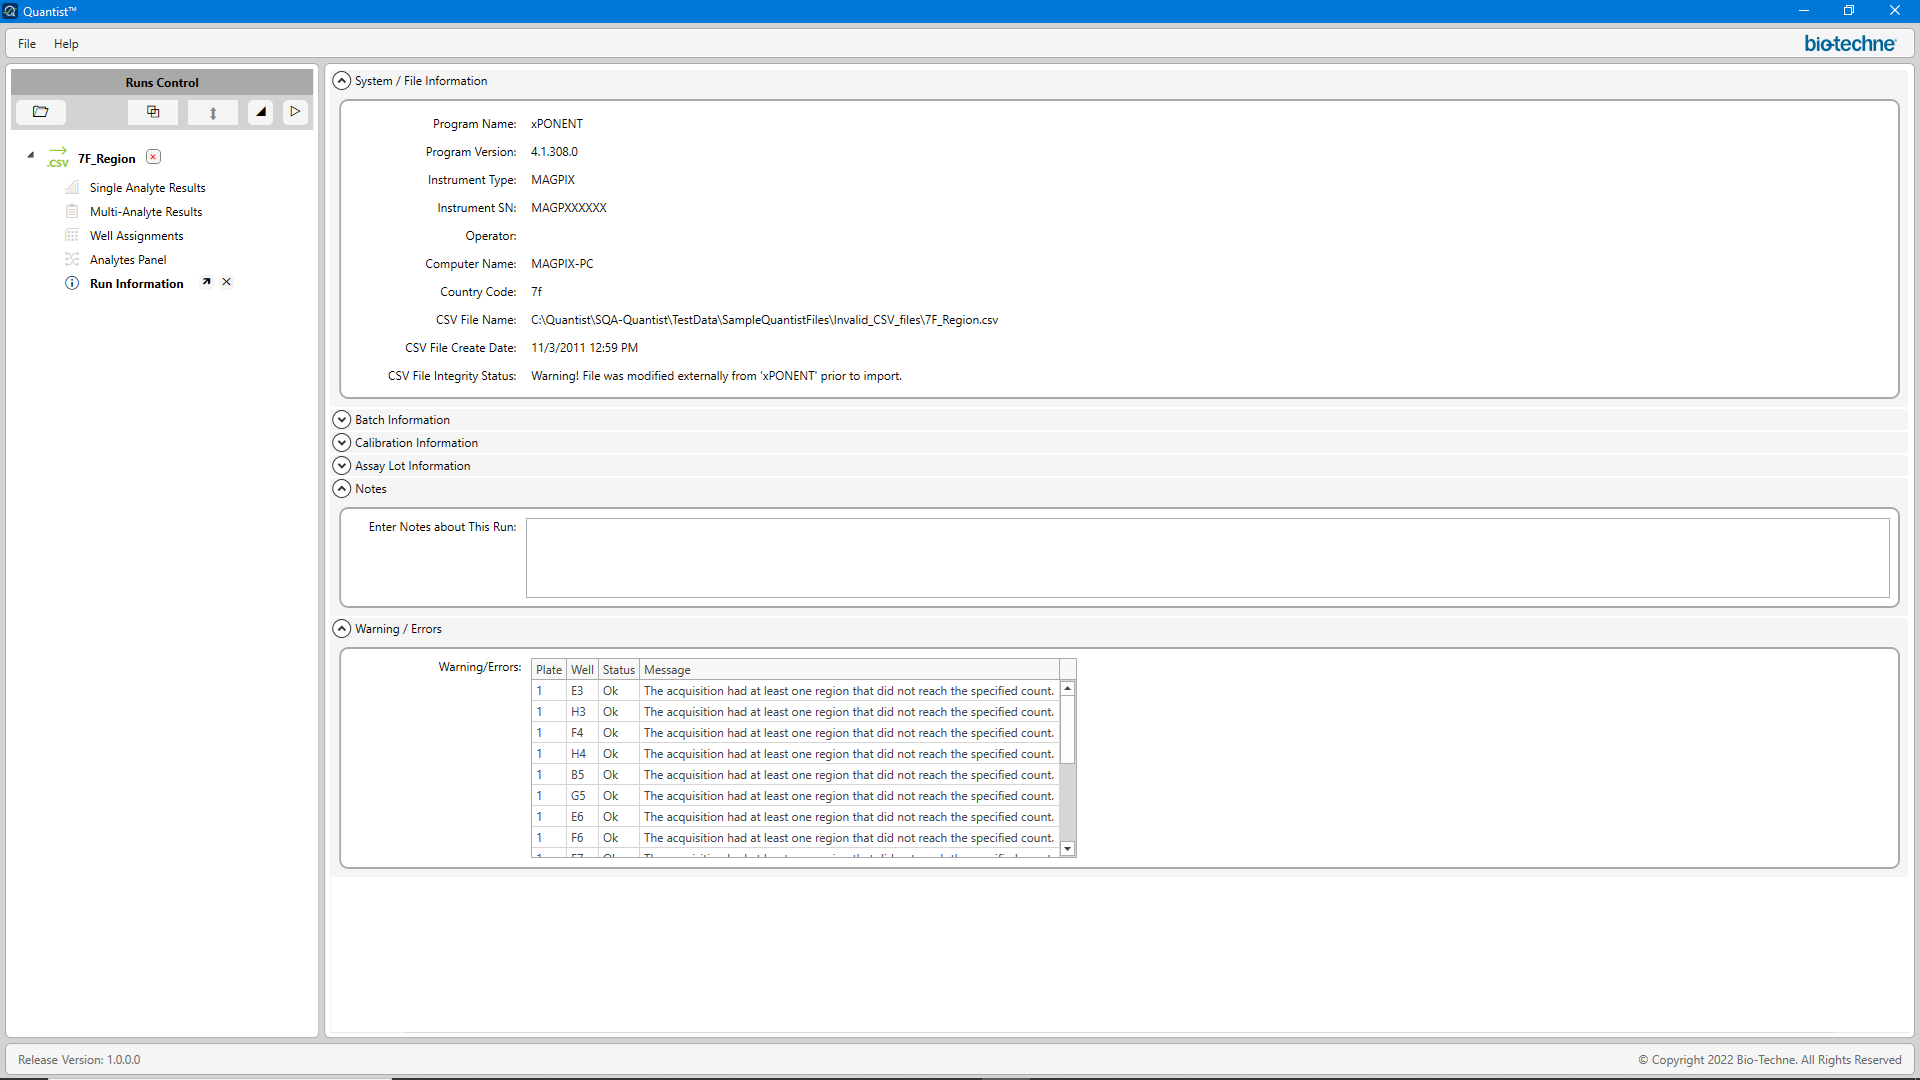 Quantist™
File Help
bio-techne
Runs Control
.CSV 7F_Region
Single Analyte Results
Multi-Analyte Results
Well Assignments
Analytes Panel
Run Information
System / File Information
Program Name: xPONENT
Program Version: 4.1.308.0
Instrument Type: MAGPIX
Instrument SN: MAGPXXXXXX
Operator:
Computer Name: MAGPIX-PC
Country Code: 7f
CSV File Name: C:\Quantist\SQA-Quantist\TestData\SampleQuantistFiles\Invalid_CSV_files\7F_Region.csv
CSV File Create Date: 11/3/2011 12:59 PM
CSV File Integrity Status: Warning! File was modified externally from 'xPONENT' prior to import.
Batch Information
Calibration Information
Assay Lot Information
Notes
Enter Notes about This Run:
Warning / Errors
Warning/Errors:
Plate Well Status Message
1 E3 Ok The acquisition had at least one region that did not reach the specified count.
1 H3 Ok The acquisition had at least one region that did not reach the specified count.
1 F4 Ok The acquisition had at least one region that did not reach the specified count.
1 H4 Ok The acquisition had at least one region that did not reach the specified count.
1 B5 Ok The acquisition had at least one region that did not reach the specified count.
1 G5 Ok The acquisition had at least one region that did not reach the specified count.
1 E6 Ok The acquisition had at least one region that did not reach the specified count.
1 F6 Ok The acquisition had at least one region that did not reach the specified count.
Release Version: 1.0.0.0
© Copyright 2022 Bio-Techne. All Rights Reserved